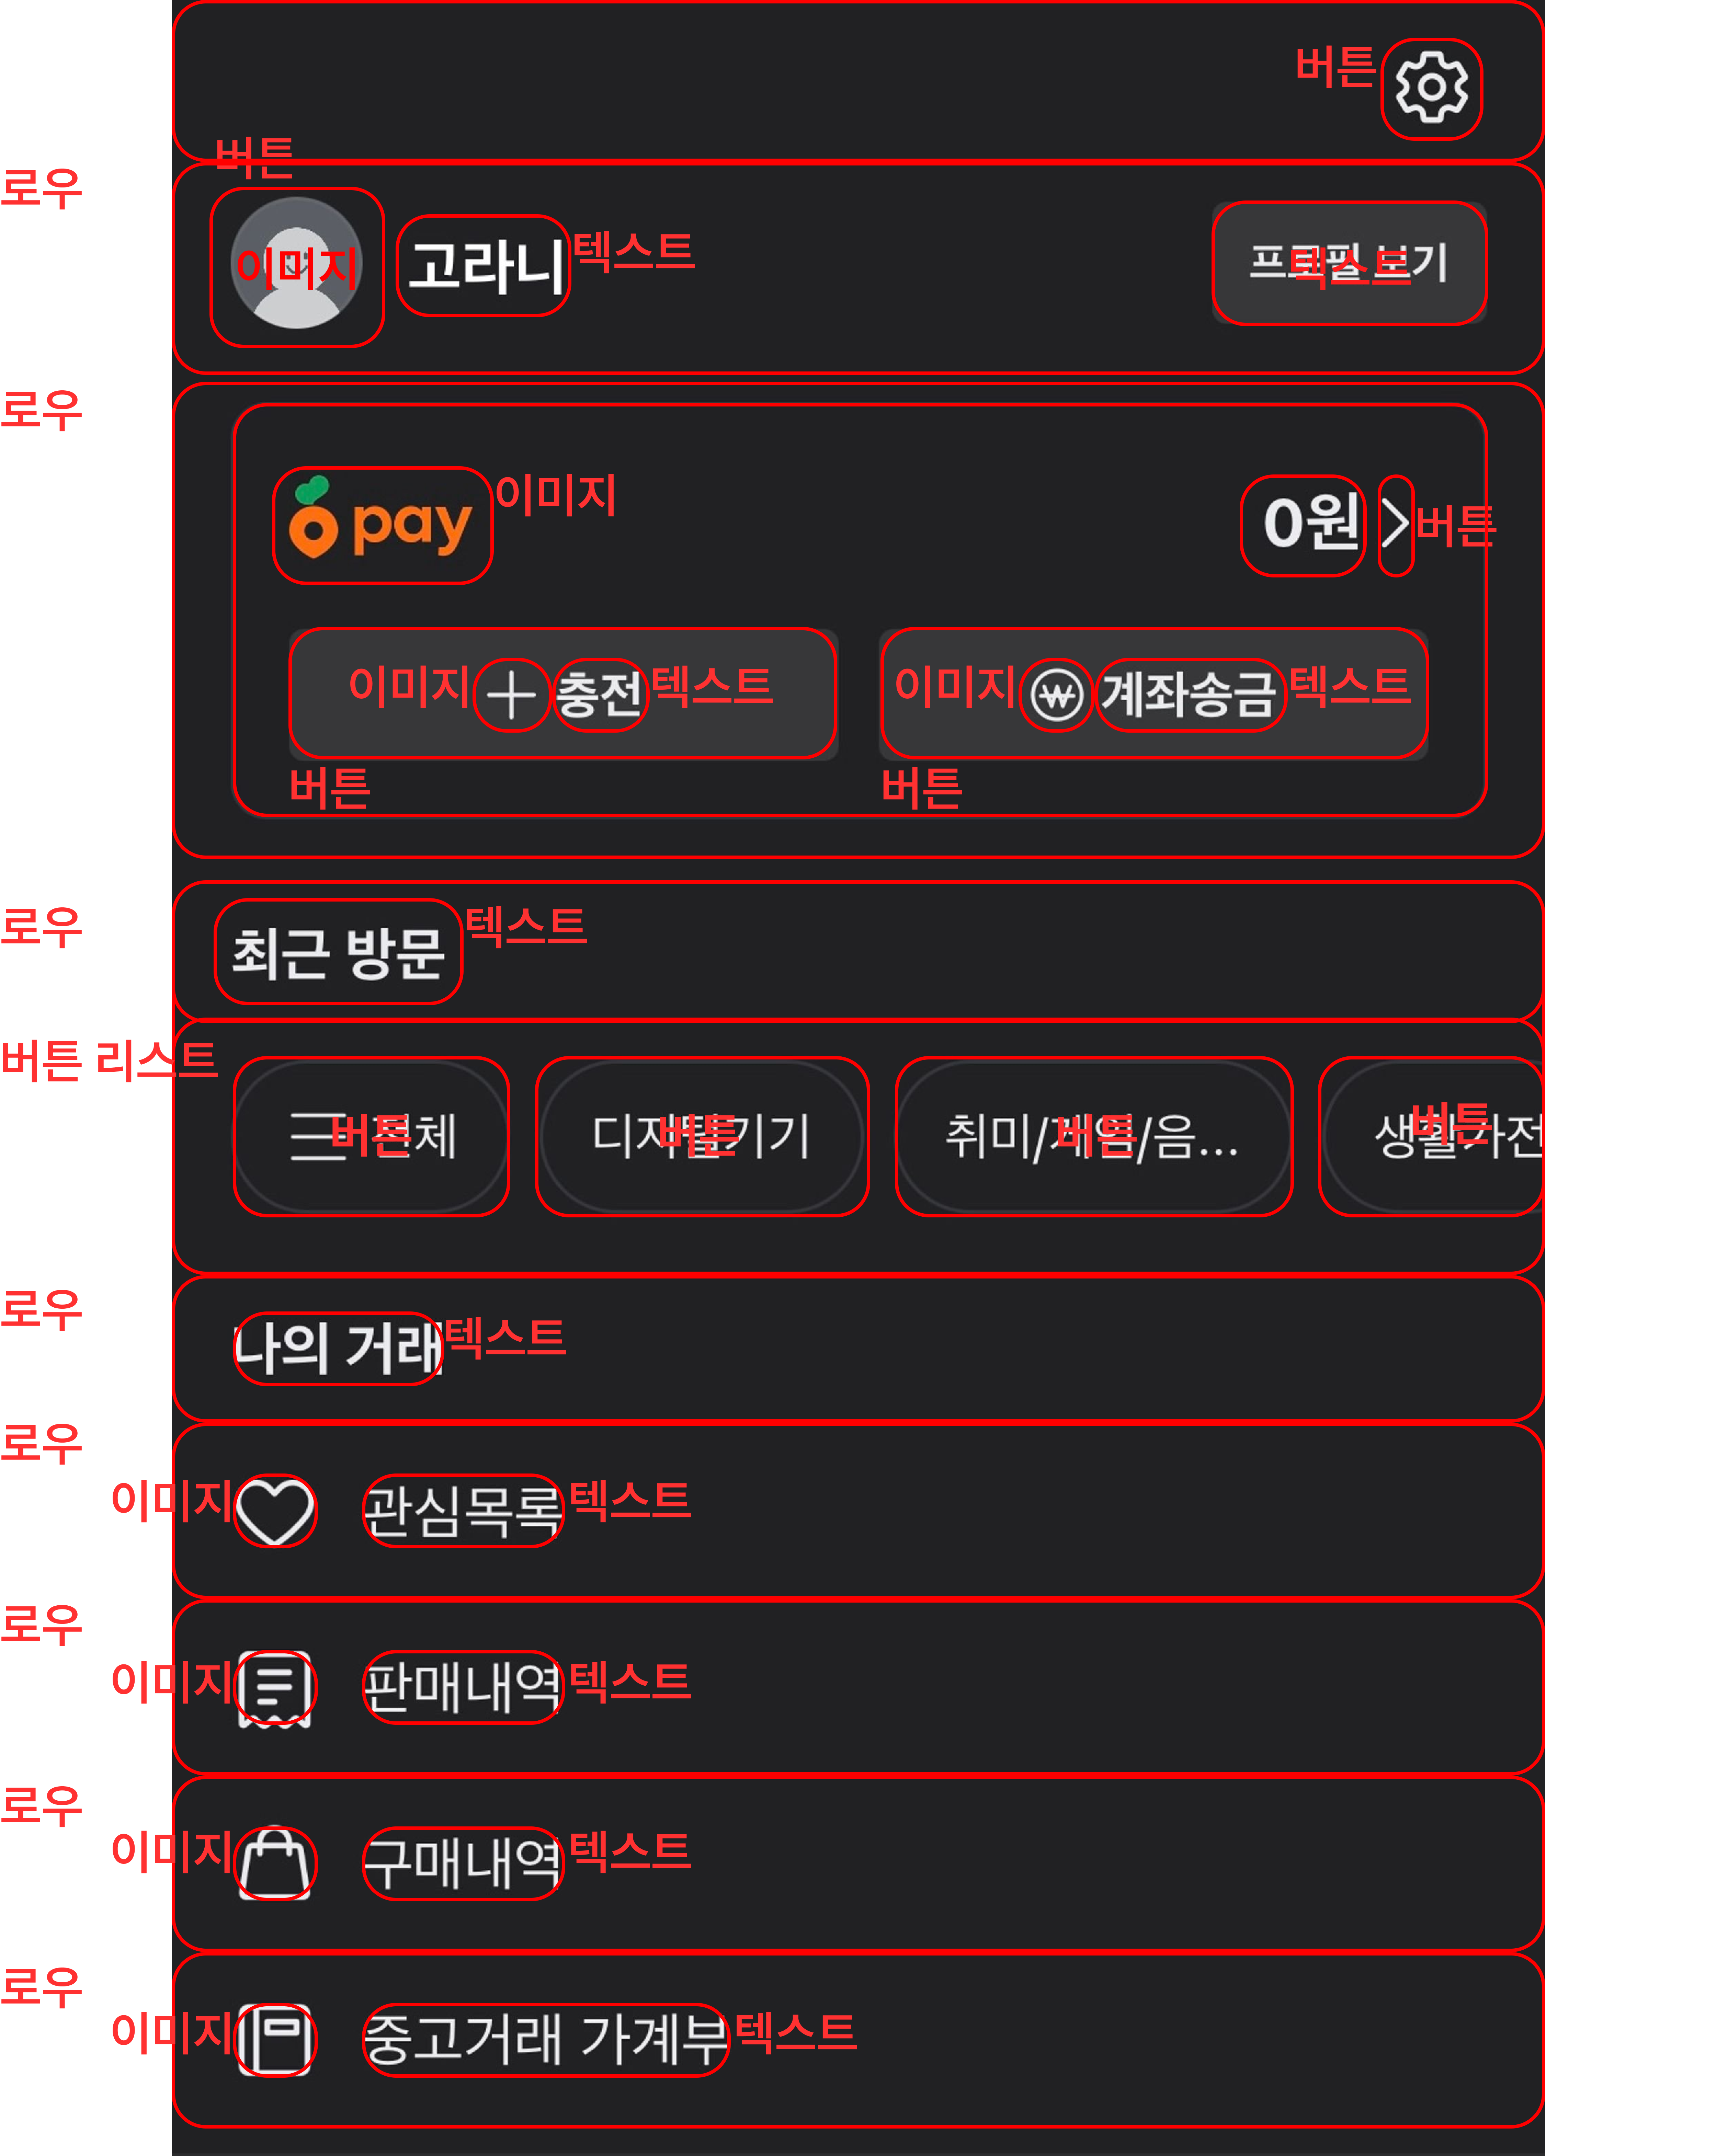 버튼
버튼
로우
이미지
고라니
텍스트
프로필 보기
텍스트
로우
pay
이미지
0원
버튼
이미지
충전
텍스트
이미지
계좌송금
텍스트
버튼
버튼
로우
최근 방문
텍스트
버튼 리스트
전체
버튼
디지털기기
버튼
취미/게임/음...
버튼
생활가전
버튼
로우
나의 거래
텍스트
로우
이미지
관심목록
텍스트
로우
이미지
판매내역
텍스트
로우
이미지
구매내역
텍스트
로우
이미지
중고거래 가계부
텍스트